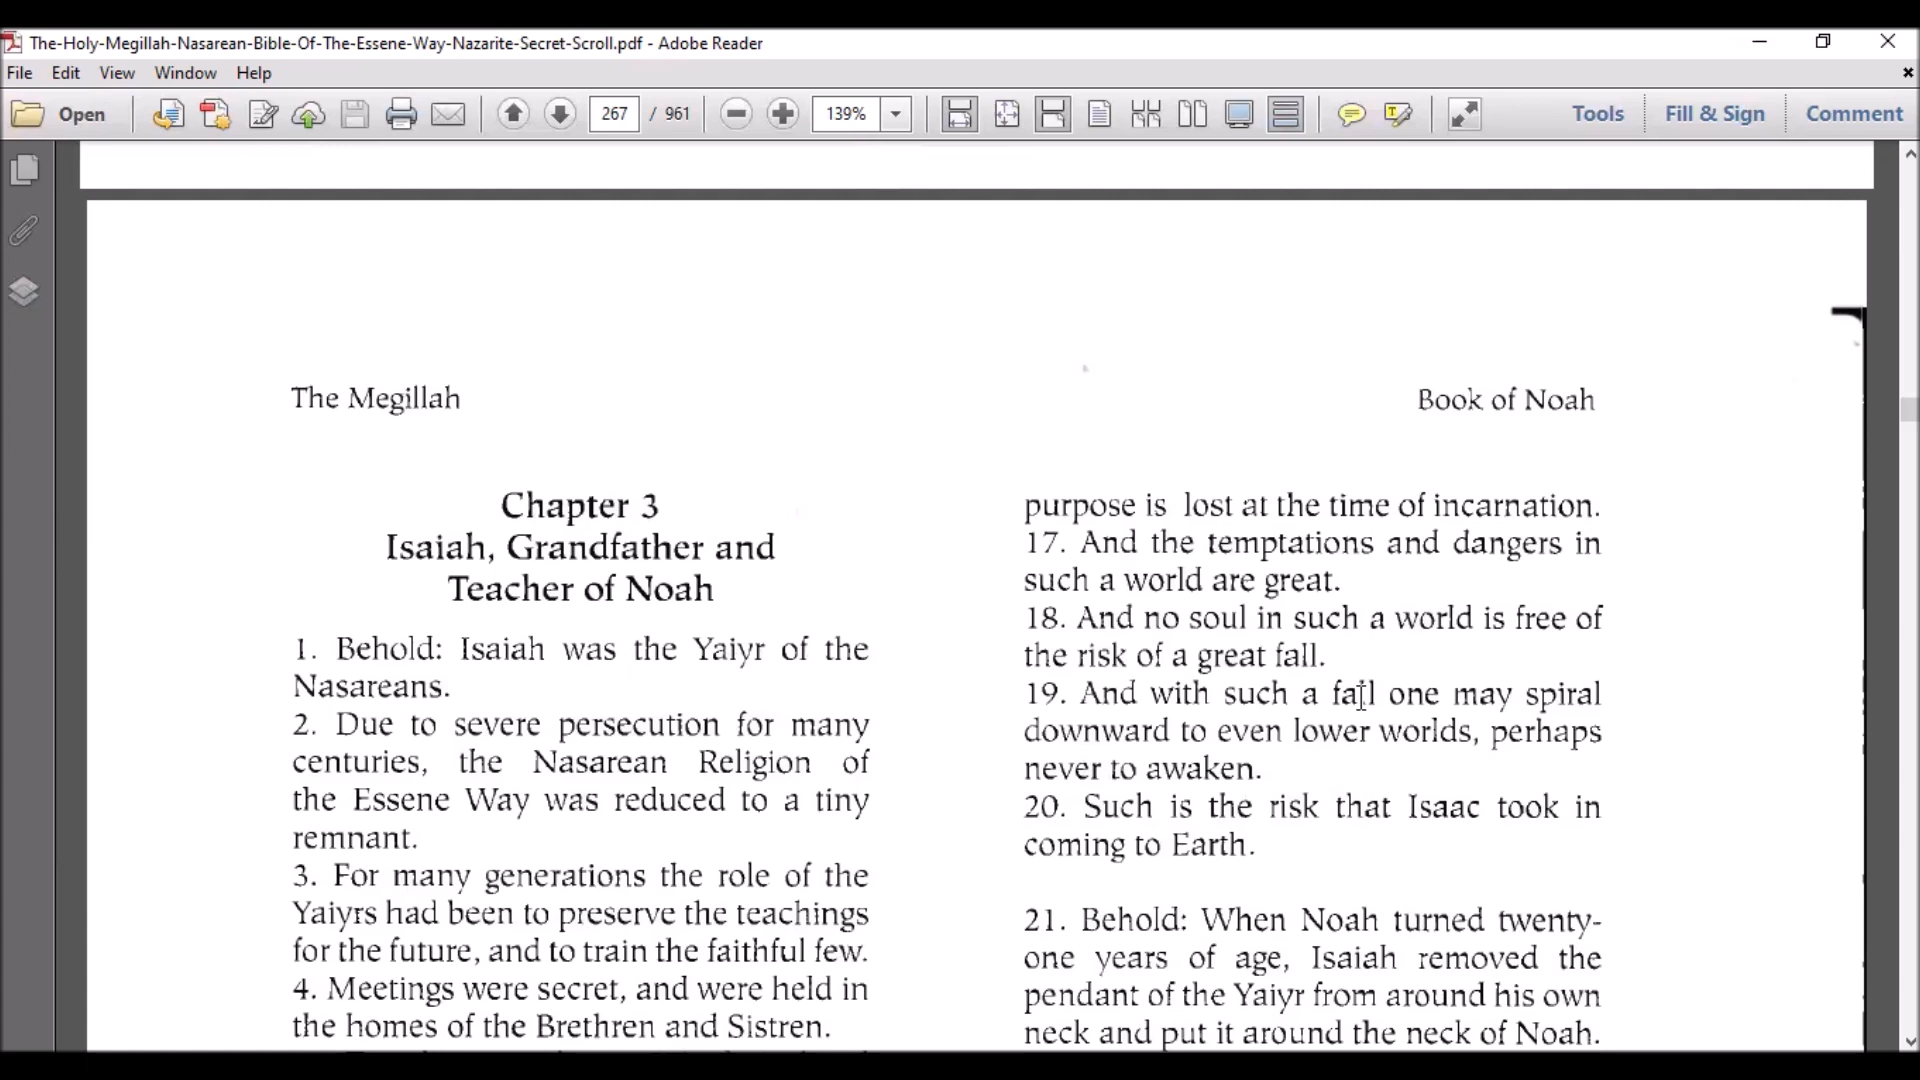 The-Holy-Megillah-Nasarean-Bible-Of-The-Essene-Way-Nazarite-Secret-Scroll.pdf - Adobe Reader
File Edit View Window Help
Open 267 / 961 139% Tools Fill & Sign Comment
The Megillah
Book of Noah
Chapter 3
Isaiah, Grandfather and
Teacher of Noah
1. Behold: Isaiah was the Yaiyr of the
Nasareans.
2. Due to severe persecution for many
centuries, the Nasarean Religion of
the Essene Way was reduced to a tiny
remnant.
3. For many generations the role of the
Yaiyrs had been to preserve the teachings
for the future, and to train the faithful few.
4. Meetings were secret, and were held in
the homes of the Brethren and Sistren.
purpose is lost at the time of incarnation.
17. And the temptations and dangers in
such a world are great.
18. And no soul in such a world is free of
the risk of a great fall.
19. And with such a fall one may spiral
downward to even lower worlds, perhaps
never to awaken.
20. Such is the risk that Isaac took in
coming to Earth.
21. Behold: When Noah turned twenty-
one years of age, Isaiah removed the
pendant of the Yaiyr from around his own
neck and put it around the neck of Noah.